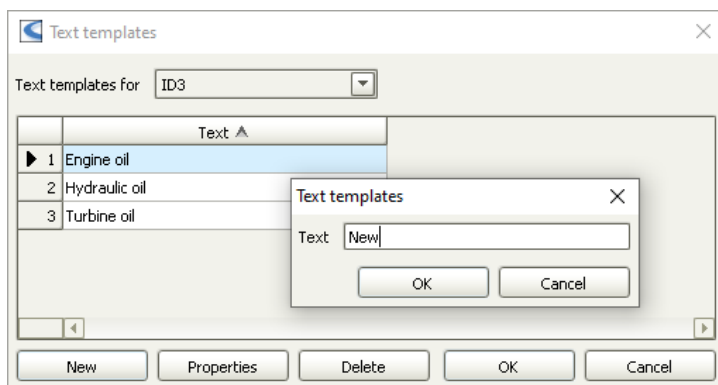 Text templates
Text templates for ID3
Text
1 Engine oil
2 Hydraulic oil
3 Turbine oil
Text templates
Text New
OK Cancel
New Properties Delete OK Cancel